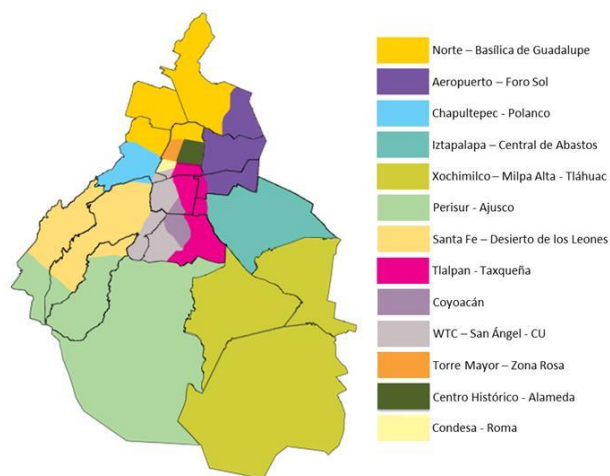 Norte – Basílica de Guadalupe
Aeropuerto – Foro Sol
Chapultepec - Polanco
Iztapalapa – Central de Abastos
Xochimilco – Milpa Alta - Tláhuac
Perisur - Ajusco
Santa Fe – Desierto de los Leones
Tlalpan - Taxqueña
Coyoacán
WTC – San Ángel - CU
Torre Mayor – Zona Rosa
Centro Histórico - Alameda
Condesa - Roma